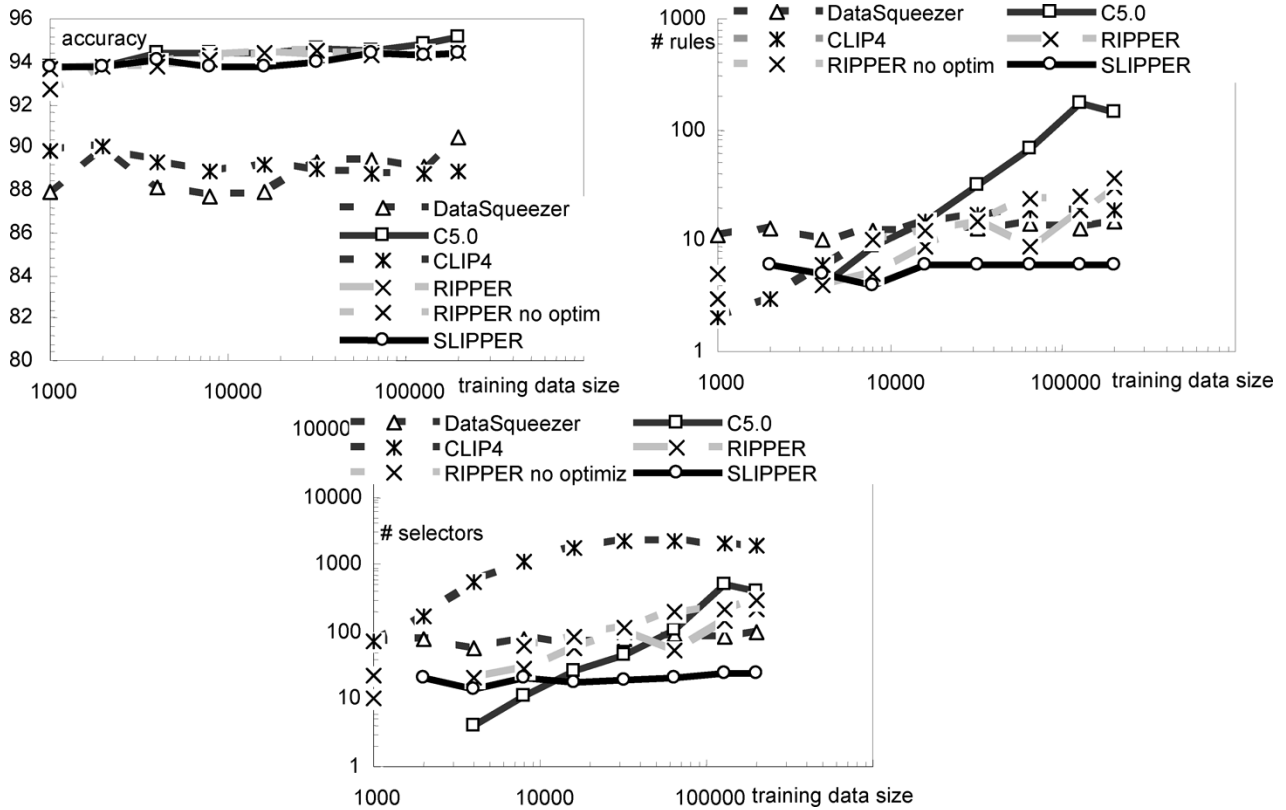 96
accuracy
94
92
90
88
86
84
82
80
DataSqueezer
C5.0
CLIP4
RIPPER
RIPPER no optim
SLIPPER
1000 10000 100000 training data size
1000
# rules
100
10
1
DataSqueezer C5.0
CLIP4 RIPPER
RIPPER no optim SLIPPER
1000 10000 100000 training data size
10000
DataSqueezer C5.0
CLIP4 RIPPER
RIPPER no optimiz SLIPPER
10000
# selectors
1000
100
10
1
1000 10000 100000 training data size